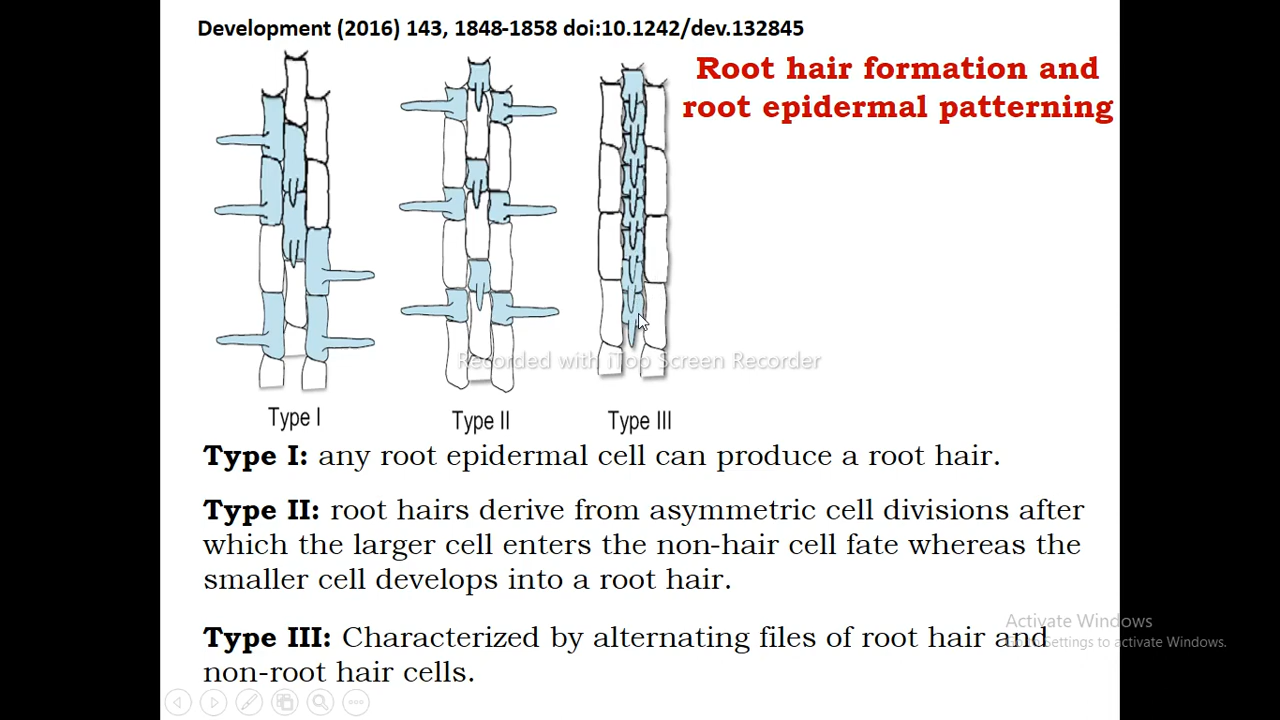 Development (2016) 143, 1848-1858 doi:10.1242/dev.132845
Root hair formation and
root epidermal patterning
Recorded with iTop Screen Recorder
Type I
Type II
Type III
Type I: any root epidermal cell can produce a root hair.
Type II: root hairs derive from asymmetric cell divisions after
which the larger cell enters the non-hair cell fate whereas the
smaller cell develops into a root hair.
Type III: Characterized by alternating files of root hair and
non-root hair cells.
Activate Windows
Go to Settings to activate Windows.